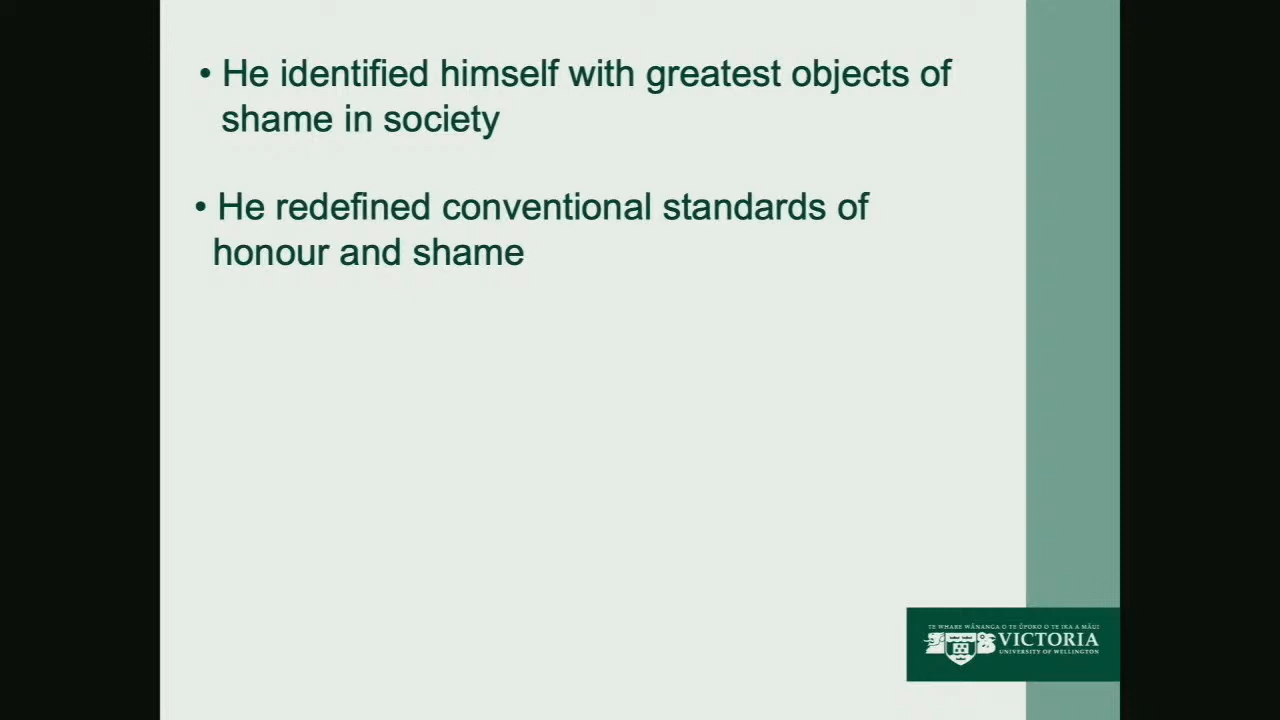 • He identified himself with greatest objects of
shame in society
• He redefined conventional standards of
honour and shame
TE WHARE WĀNANGA O TE ŪPOKO O TE IKA A MĀUI
VICTORIA
UNIVERSITY OF WELLINGTON